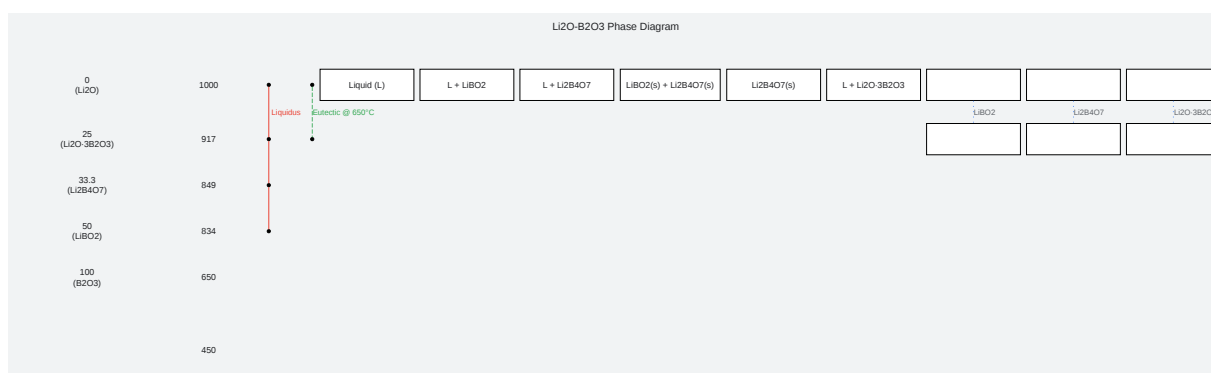 Li2O-B2O3 Phase Diagram
0
(Li2O)
1000
Liquid (L)
L + LiBO2
L + Li2B4O7
LiBO2(s) + Li2B4O7(s)
Li2B4O7(s)
L + Li2O·3B2O3
Liquidus
Eutectic @ 650°C
LiBO2
Li2B4O7
Li2O·3B2O
25
(Li2O·3B2O3)
917
33.3
(Li2B4O7)
849
50
(LiBO2)
834
100
(B2O3)
650
450